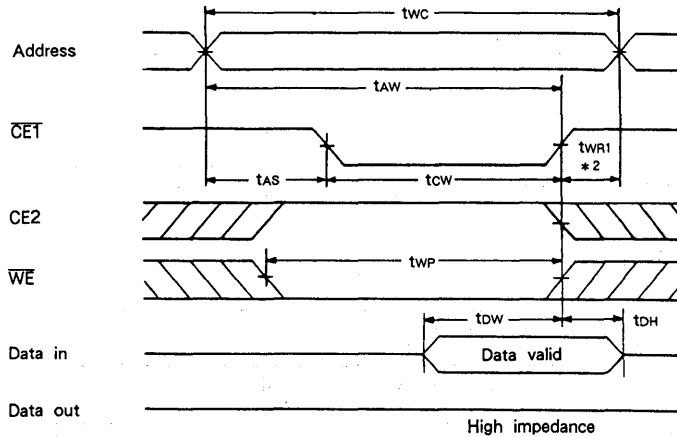 tWC
Address
tAW
CE1
tWR1
*2
tAS
tCW
CE2
tWP
WE
tDW
tDH
Data in
Data valid
Data out
High impedance